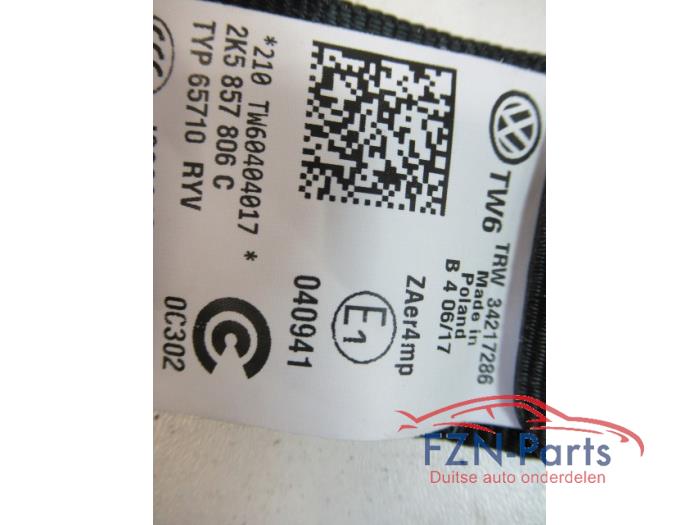 TW6
TRW 34217286
Made in
Poland
B 4 06/17
*210 TW60404017 *
2K5 857 806 C
TYP 65710 RYV
ZAer4mp
E1
040941
0C302
FZN-Parts
Duitse auto onderdelen